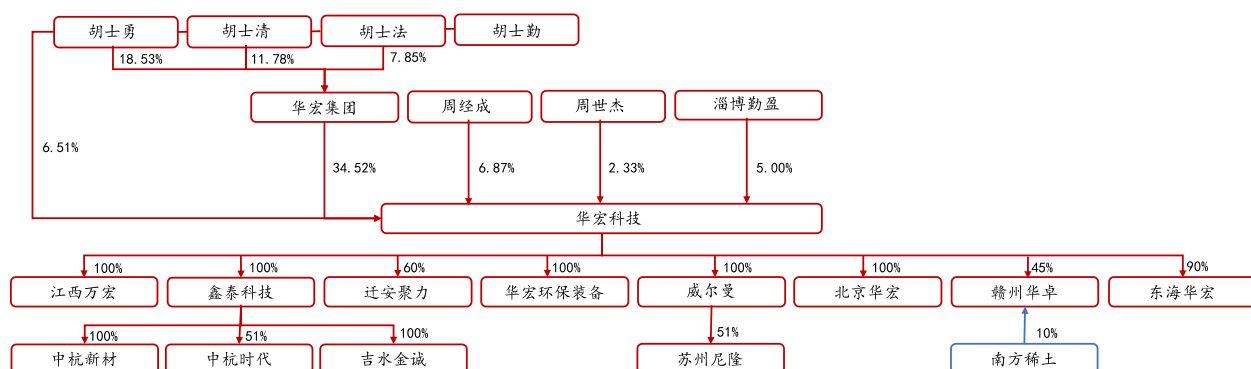 胡士勇 胡士清 胡士法 胡士勤
18.53% 11.78% 7.85%
华宏集团 周经成 周世杰 淄博勤盈
6.51% 34.52% 6.87% 2.33% 5.00%
华宏科技
100% 100% 60% 100% 100% 100% 45% 90%
江西万宏 鑫泰科技 迁安聚力 华宏环保装备 威尔曼 北京华宏 赣州华卓 东海华宏
100% 51% 100% 51% 10%
中杭新材 中杭时代 吉水金诚 苏州尼隆 南方稀土